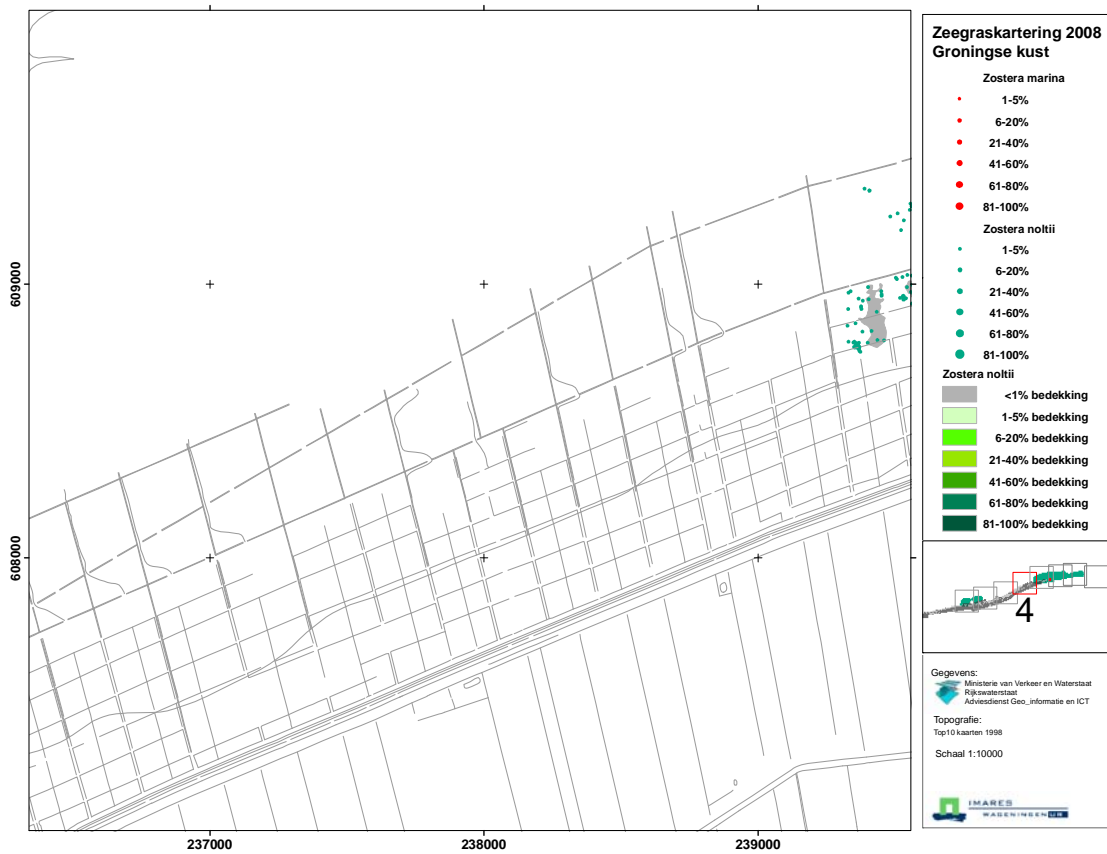 Zeegraskartering 2008
Groningse kust
Zostera marina
1-5%
6-20%
21-40%
41-60%
61-80%
81-100%
Zostera noltii
1-5%
6-20%
21-40%
41-60%
61-80%
81-100%
Zostera noltii
<1% bedekking
1-5% bedekking
6-20% bedekking
21-40% bedekking
41-60% bedekking
61-80% bedekking
81-100% bedekking
4
Gegevens:
Ministerie van Verkeer en Waterstaat
Rijkswaterstaat
Adviesdienst Geo_informatie en ICT
Topografie:
Top10 kaarten 1998
Schaal 1:10000
IMARES
WAGENINGEN UR
609000
608000
237000
238000
239000
237000
238000
239000